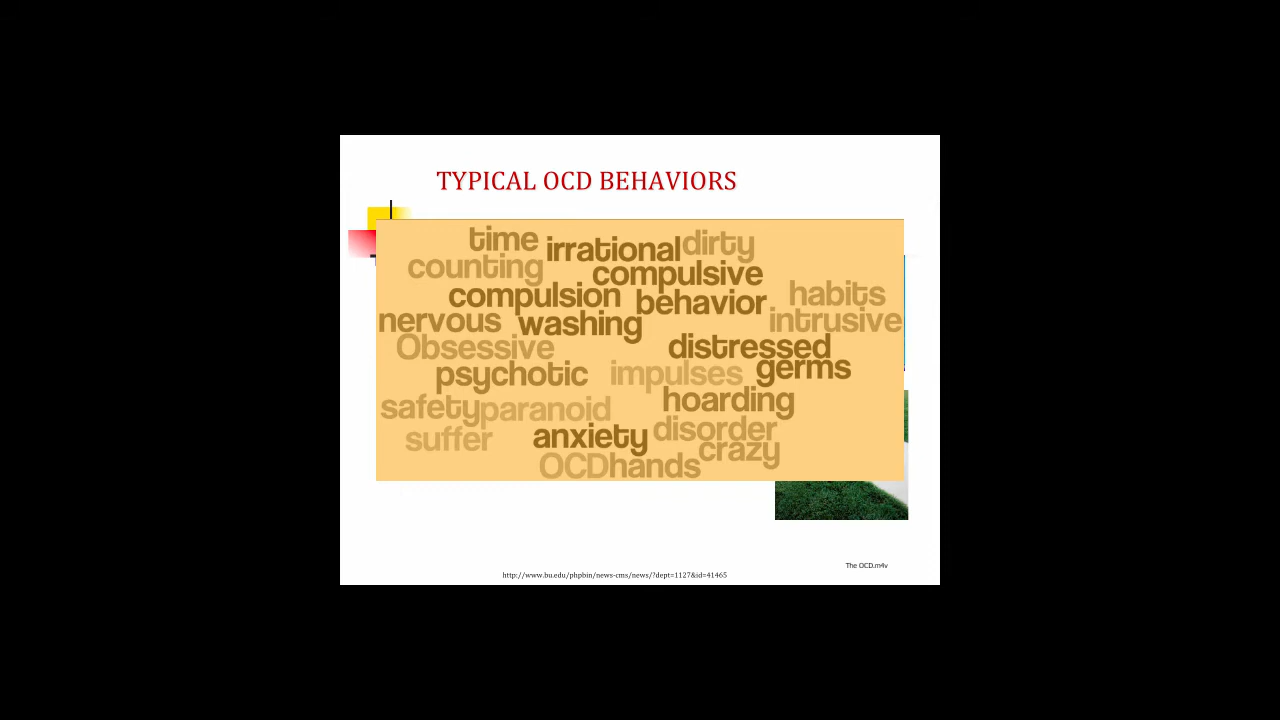 TYPICAL OCD BEHAVIORS
time irrational dirty
counting compulsive
compulsion behavior habits
nervous washing intrusive
Obsessive distressed
psychotic impulses germs
safety paranoid hoarding
suffer anxiety disorder
crazy
OCD hands
The OCD.m4v
http://www.bu.edu/phpbin/news-cms/news/?dept=1127&id=41465